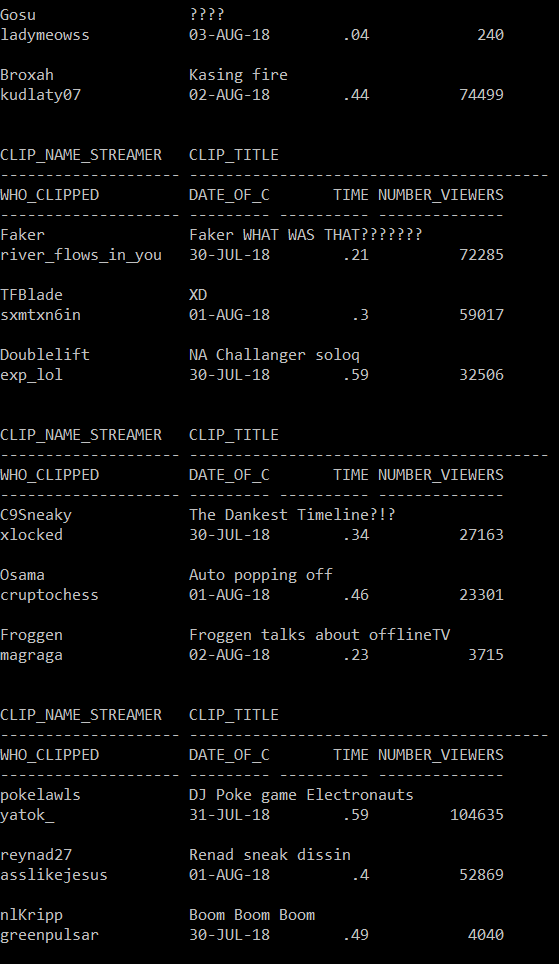 Gosu ????
ladymeowss 03-AUG-18 .04 240
Broxah Kasing fire
kudlaty07 02-AUG-18 .44 74499
CLIP_NAME_STREAMER CLIP_TITLE
-------------------- ----------------------------------------
WHO_CLIPPED DATE_OF_C TIME NUMBER_VIEWERS
-------------------- --------- ---------- --------------
Faker Faker WHAT WAS THAT???????
river_flows_in_you 30-JUL-18 .21 72285
TFBlade XD
sxmtxn6in 01-AUG-18 .3 59017
Doublelift NA Challanger soloq
exp_lol 30-JUL-18 .59 32506
CLIP_NAME_STREAMER CLIP_TITLE
-------------------- ----------------------------------------
WHO_CLIPPED DATE_OF_C TIME NUMBER_VIEWERS
-------------------- --------- ---------- --------------
C9Sneaky The Dankest Timeline?!?
xlocked 30-JUL-18 .34 27163
Osama Auto popping off
cruptochess 01-AUG-18 .46 23301
Froggen Froggen talks about offlineTV
magraga 02-AUG-18 .23 3715
CLIP_NAME_STREAMER CLIP_TITLE
-------------------- ----------------------------------------
WHO_CLIPPED DATE_OF_C TIME NUMBER_VIEWERS
-------------------- --------- ---------- --------------
pokelawls DJ Poke game Electronauts
yatok_ 31-JUL-18 .59 104635
reynad27 Renad sneak dissin
asslikejesus 01-AUG-18 .4 52869
nlKripp Boom Boom Boom
greenpulsar 30-JUL-18 .49 4040